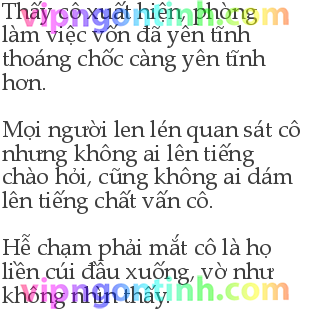 Thấy cô xuất hiện, phòng
làm việc vốn đã yên tĩnh
thoáng chốc càng yên tĩnh
hơn.
Mọi người len lén quan sát cô
nhưng không ai lên tiếng
chào hỏi, cũng không ai dám
lên tiếng chất vấn cô.
Hễ chạm phải mắt cô là họ
liền cúi đầu xuống, vờ như
không nhìn thấy.
vipngontinh.com
vipngontinh.com